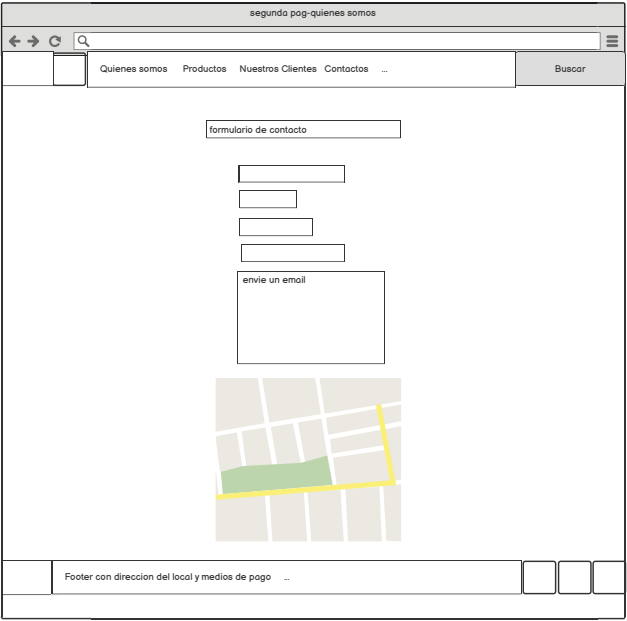 segunda pag-quienes somos
Quienes somos Productos Nuestros Clientes Contactos ...
Buscar
formulario de contacto
envie un email
Footer con direccion del local y medios de pago ...